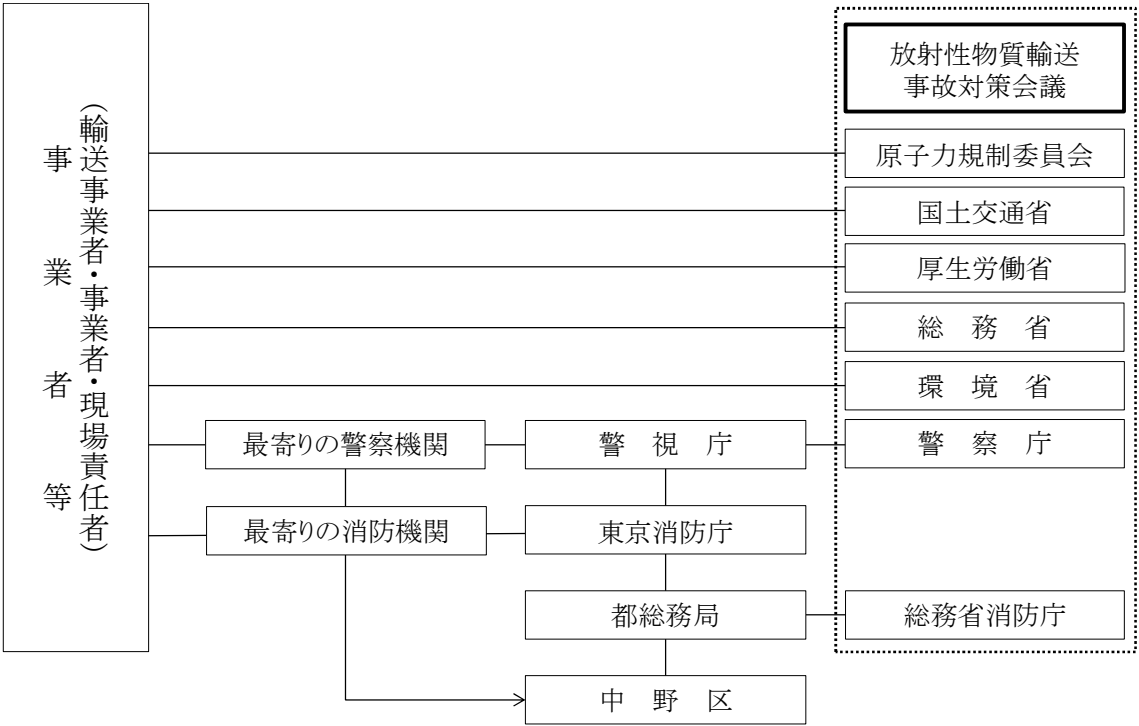 事業者等
(輸送事業者・事業者・現場責任者)
放射性物質輸送
事故対策会議
原子力規制委員会
国土交通省
厚生労働省
総務省
環境省
最寄りの警察機関
警視庁
警察庁
最寄りの消防機関
東京消防庁
都総務局
総務省消防庁
中野区